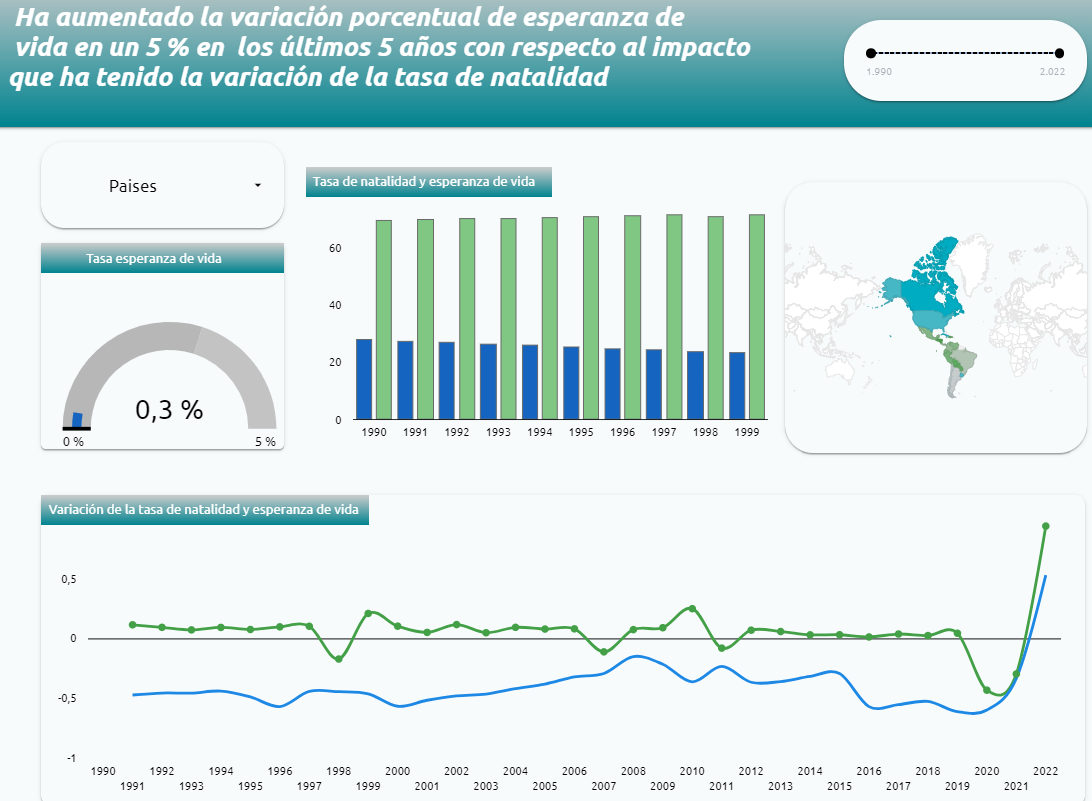 Ha aumentado la variación porcentual de esperanza de
vida en un 5 % en los últimos 5 años con respecto al impacto
que ha tenido la variación de la tasa de natalidad
1.990 2.022
Paises
Tasa esperanza de vida
0,3 %
0 % 5 %
Tasa de natalidad y esperanza de vida
60
40
20
0
1990 1991 1992 1993 1994 1995 1996 1997 1998 1999
Variación de la tasa de natalidad y esperanza de vida
0,5
0
-0,5
-1
1990 1992 1994 1996 1998 2000 2002 2004 2006 2008 2010 2012 2014 2016 2018 2020 2022
1991 1993 1995 1997 1999 2001 2003 2005 2007 2009 2011 2013 2015 2017 2019 2021